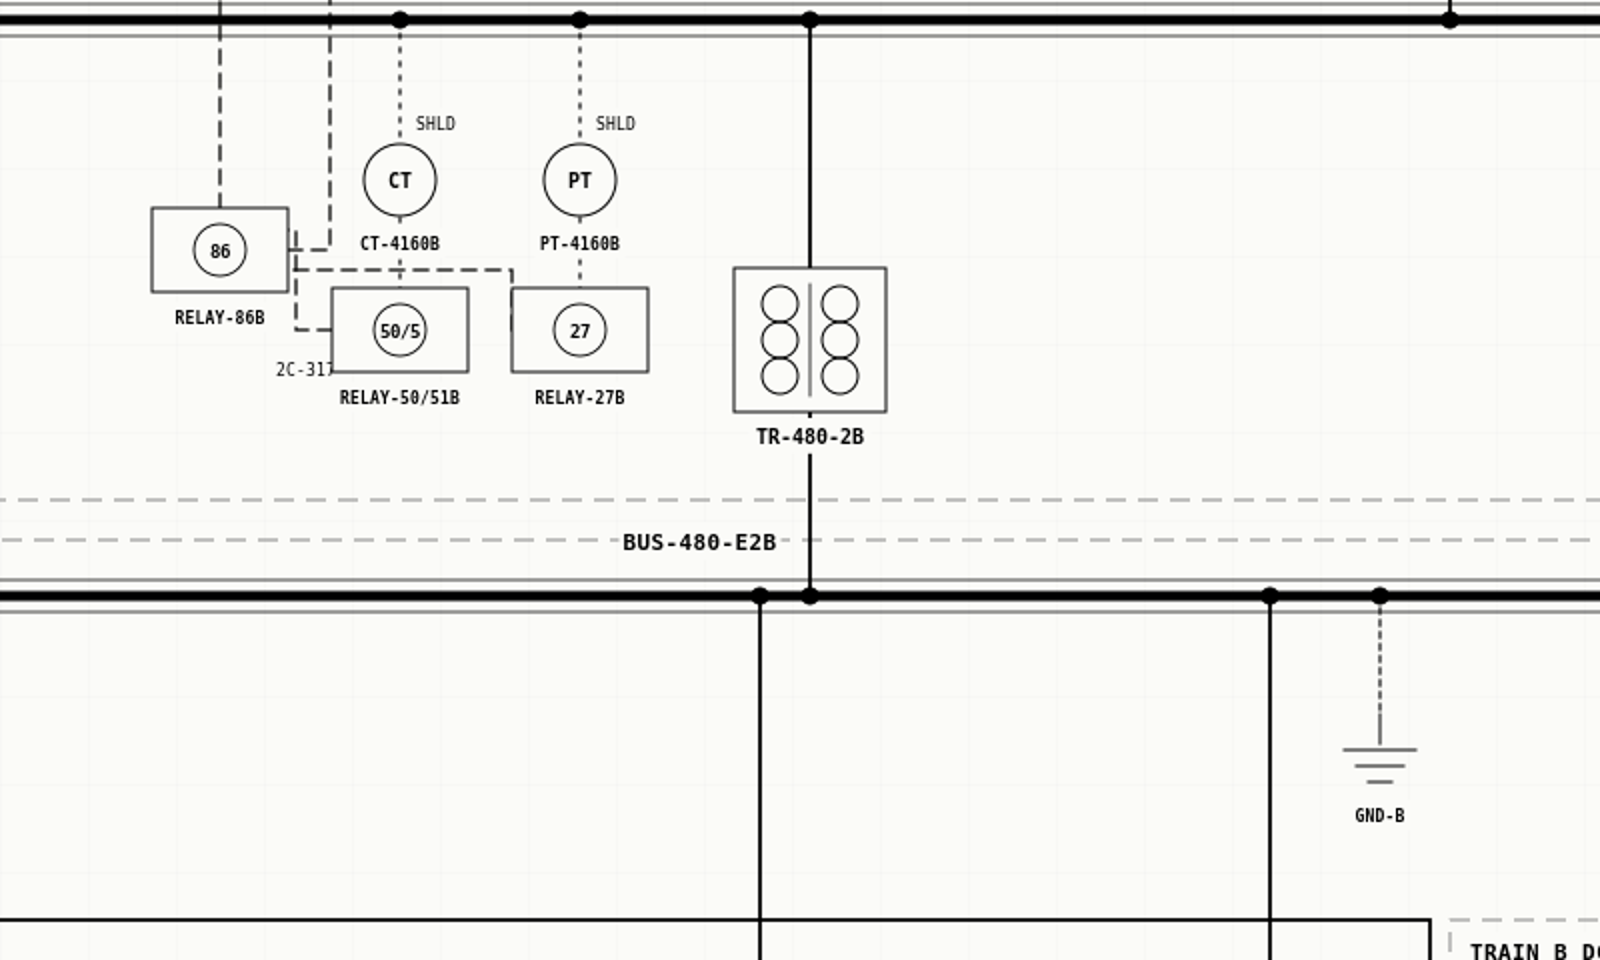 SHLD
SHLD
CT
PT
CT-4160B
PT-4160B
86
RELAY-86B
50/5
27
2C-317
RELAY-50/51B
RELAY-27B
TR-480-2B
BUS-480-E2B
GND-B
TRAIN B